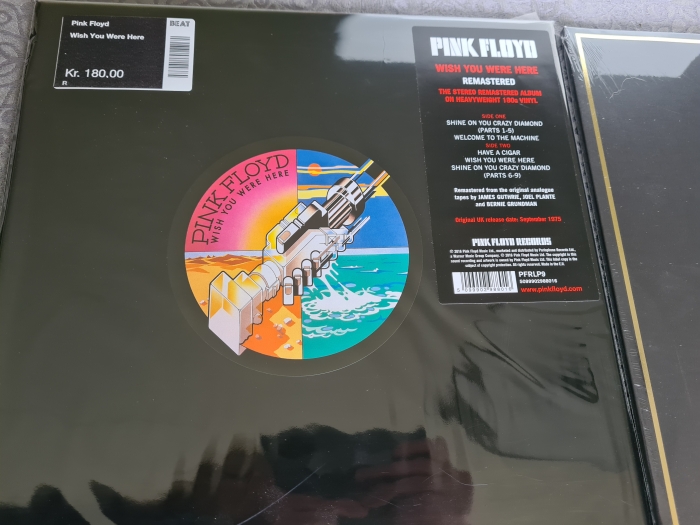 Pink Floyd
BEAT
Wish You Were Here
Kr. 180.00
R
PINK FLOYD
WISH YOU WERE HERE
PINK FLOYD
WISH YOU WERE HERE
REMASTERED
THE STEREO REMASTERED ALBUM
ON HEAVYWEIGHT 180g VINYL
SIDE ONE
SHINE ON YOU CRAZY DIAMOND
(PARTS 1-5)
WELCOME TO THE MACHINE
SIDE TWO
HAVE A CIGAR
WISH YOU WERE HERE
SHINE ON YOU CRAZY DIAMOND
(PARTS 6-9)
Remastered from the original analogue
tapes by JAMES GUTHRIE, JOEL PLANTE
and BERNIE GRUNDMAN
Original UK release date: September 1975
PINK FLOYD RECORDS
PFRLP9
www.pinkfloyd.com